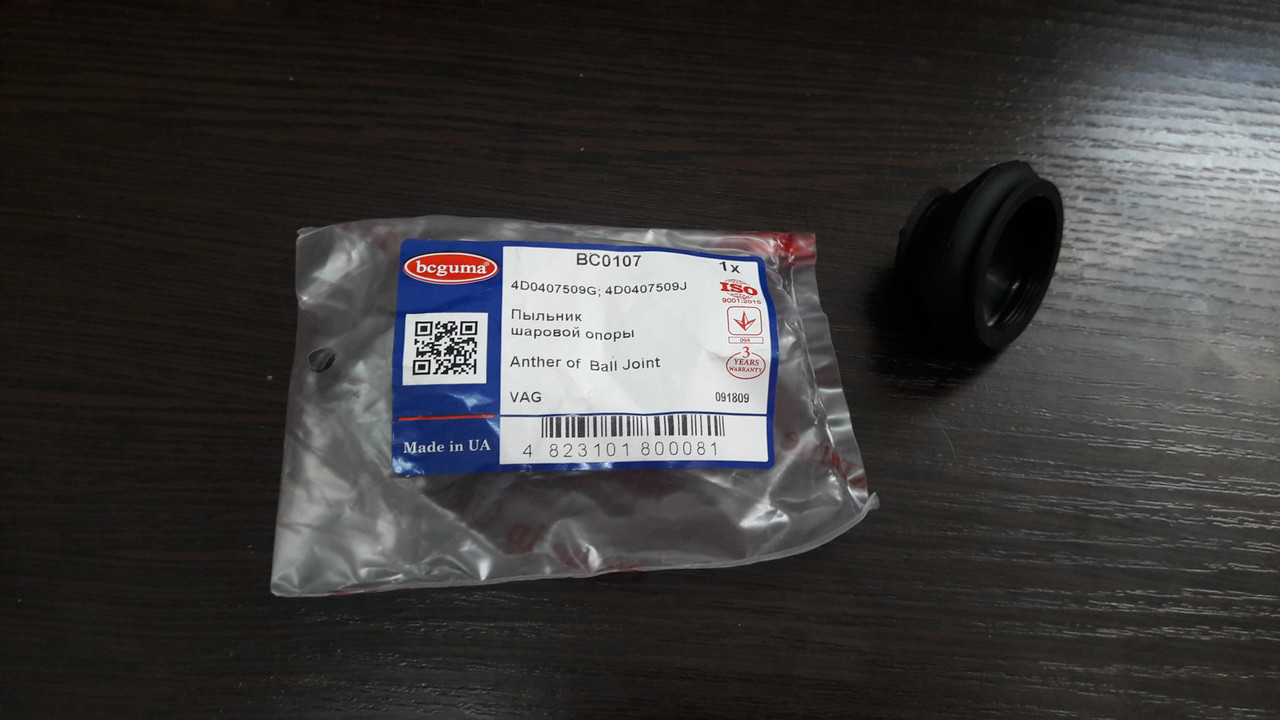 bcguma
BC0107
1x
4D0407509G; 4D0407509J
ISO
9001:2015
Пыльник
шаровой опоры
094
Anther of Ball Joint
3
YEARS
WARRANTY
VAG
091809
Made in UA
4 823101 800081